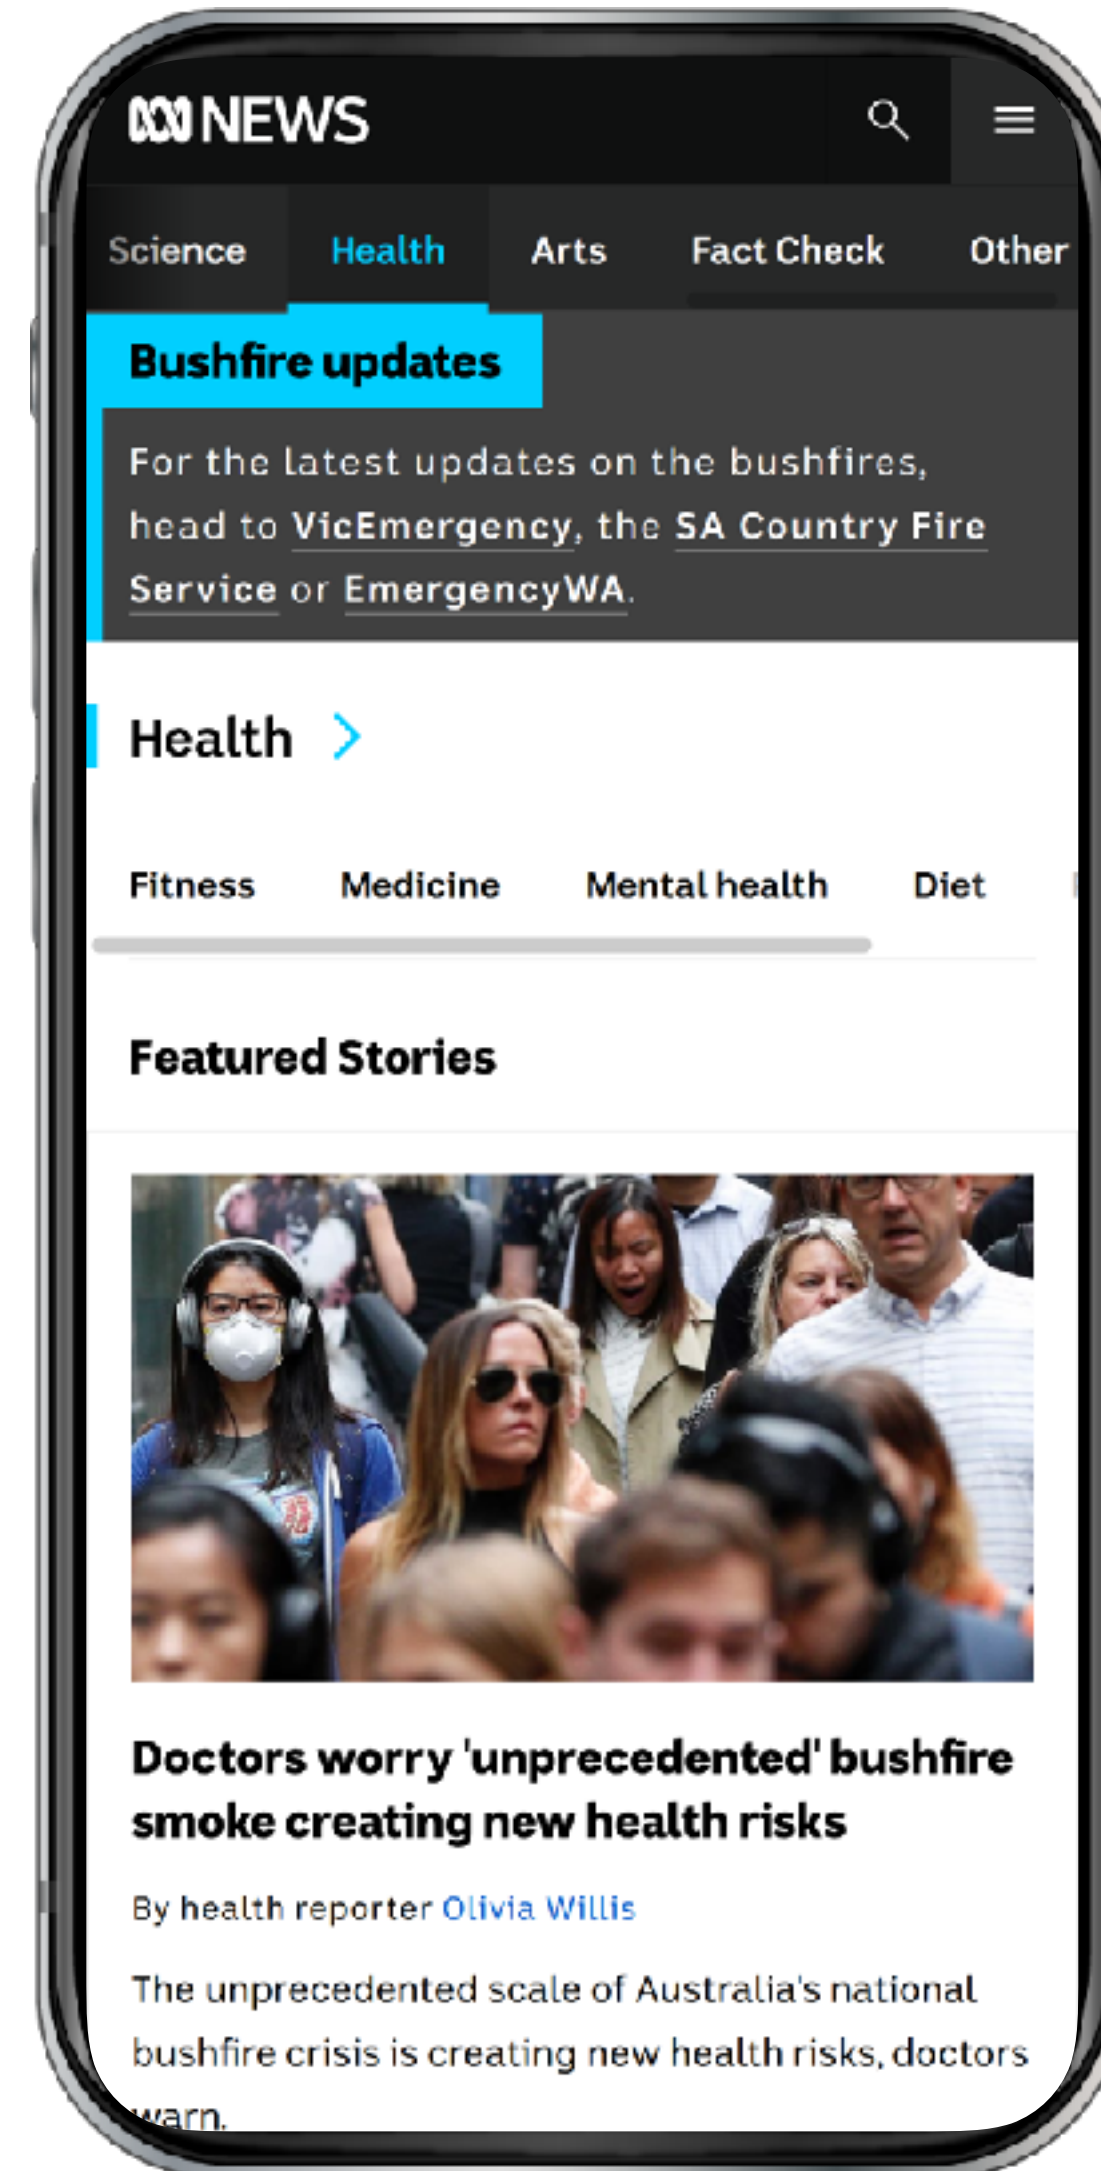 abc NEWS
Science Health Arts Fact Check Other
Bushfire updates
For the latest updates on the bushfires,
head to VicEmergency, the SA Country Fire
Service or EmergencyWA.
Health
Fitness Medicine Mental health Diet
Featured Stories
Doctors worry 'unprecedented' bushfire
smoke creating new health risks
By health reporter Olivia Willis
The unprecedented scale of Australia's national
bushfire crisis is creating new health risks, doctors
warn.